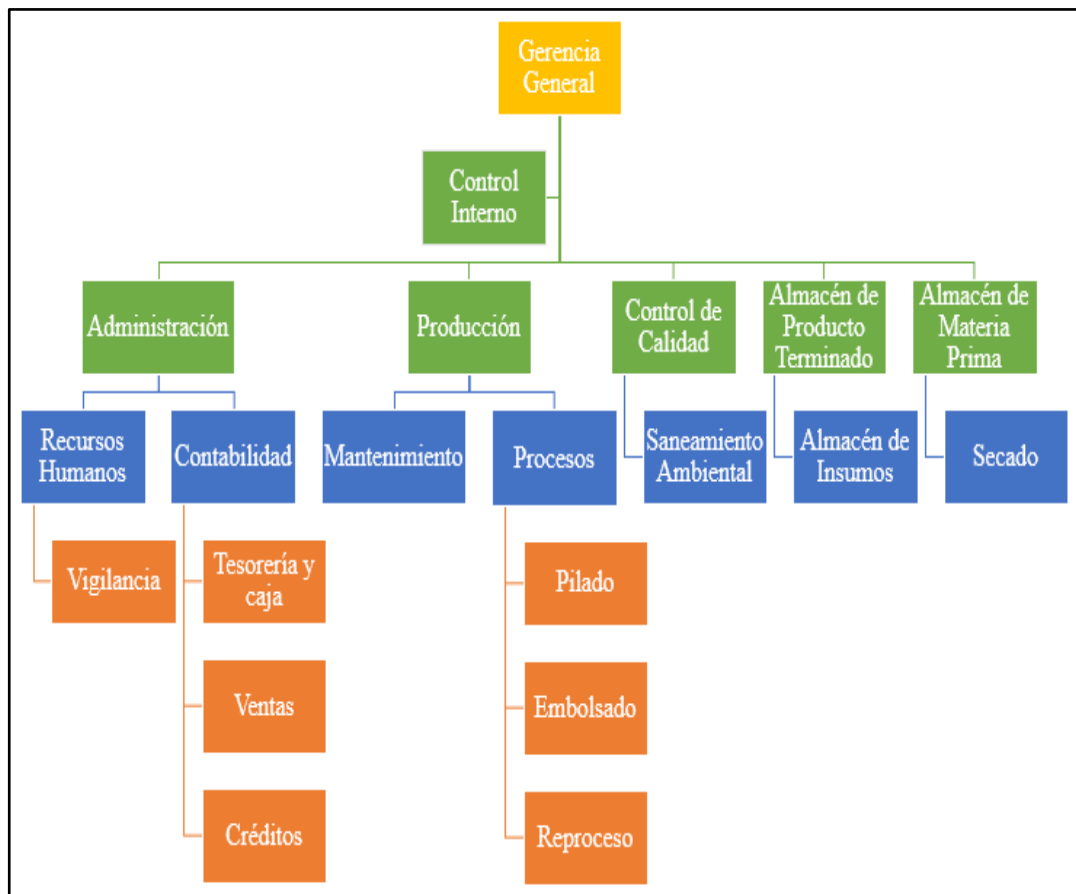 Gerencia
General
Control
Interno
Administración
Producción
Control de
Calidad
Almacén de
Producto
Terminado
Almacén de
Materia
Prima
Recursos
Humanos
Contabilidad
Mantenimiento
Procesos
Saneamiento
Ambiental
Almacén de
Insumos
Secado
Vigilancia
Tesorería y
caja
Pilado
Ventas
Embolsado
Créditos
Reproceso